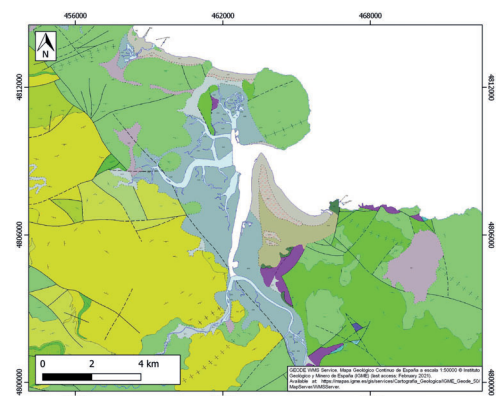 456000 462000 468000
N
4812000 4812000
4806000 4806000
4800000 4800000
0 2 4 km
GEODE WMS Service. Mapa Geológico Continuo de España a escala 1:50000 © Instituto
Geológico y Minero de España (IGME) (last access: February 2021).
Available at: https://mapas.igme.es/gis/services/Cartografia_Geologica/IGME_Geode_50/
MapServer/WMSServer.